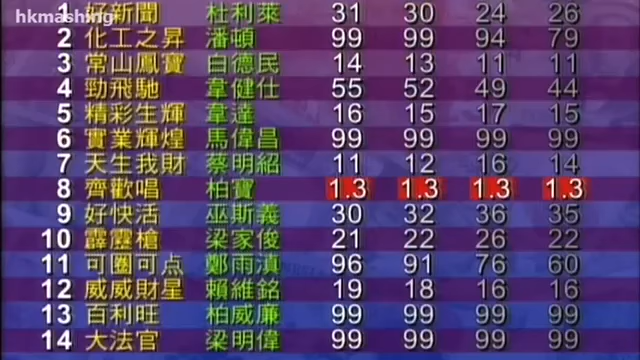 hkmashing
1 好新聞 杜利萊 31 30 24 26
2 化工之昇 潘頓 99 99 94 79
3 常山鳳寶 白德民 14 13 11 11
4 勁飛馳 韋健仕 55 52 49 44
5 精彩生輝 韋達 16 15 17 15
6 實業輝煌 馬偉昌 99 99 99 99
7 天生我財 蔡明紹 11 12 16 14
8 齊歡唱 柏寶 1.3 1.3 1.3 1.3
9 好快活 巫斯義 30 32 36 35
10 霹靂槍 梁家俊 21 22 26 22
11 可圈可点 鄭雨滇 96 91 76 60
12 威威財星 賴維銘 19 18 16 16
13 百利旺 柏威廉 99 99 99 99
14 大法官 梁明偉 99 99 99 99